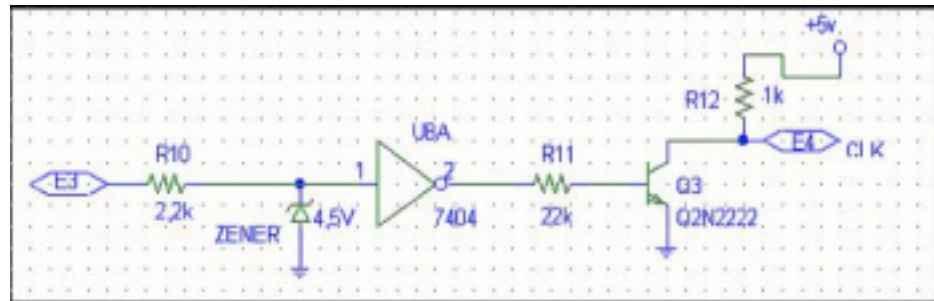 +5v
R12
1k
E4
CLK
U8A
R10
R11
E3
1
2
Q3
2,2k
4,5V
7404
22k
Q2N2222
ZENER